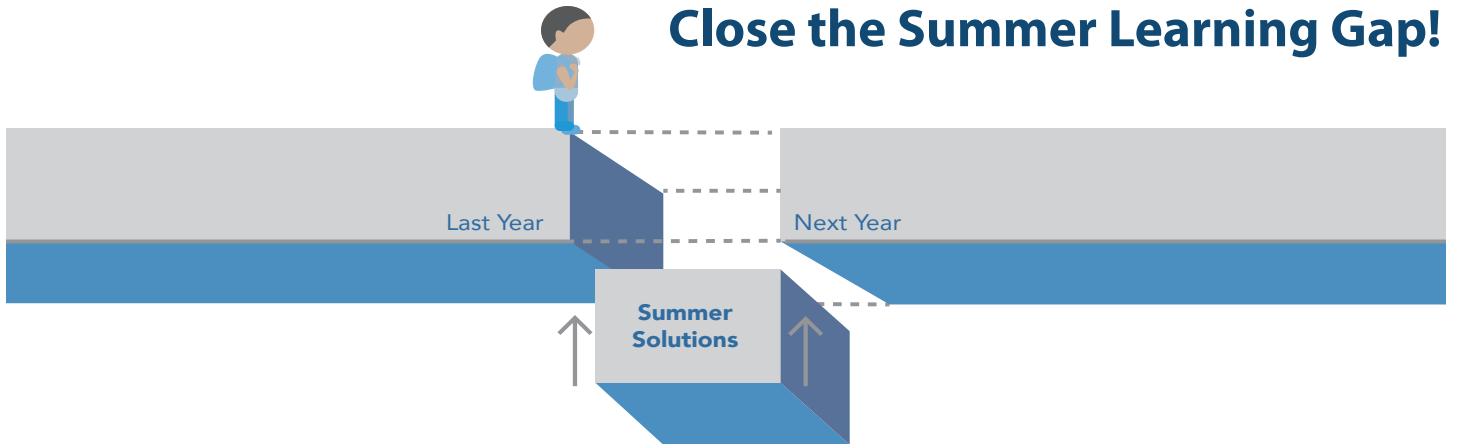 Close the Summer Learning Gap!
Last Year
Next Year
Summer
Solutions